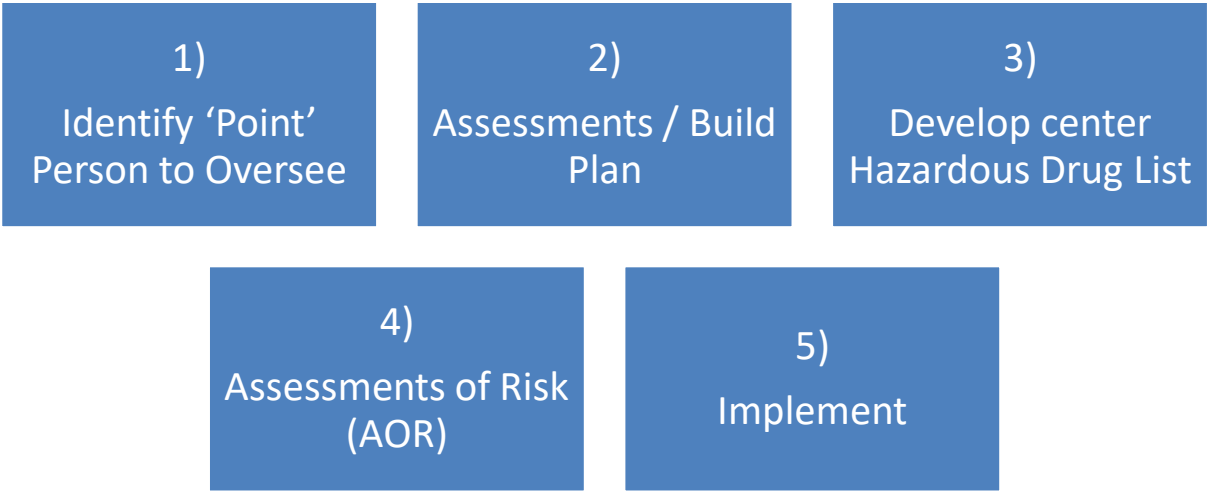 1)
Identify ‘Point’
Person to Oversee
2)
Assessments / Build
Plan
3)
Develop center
Hazardous Drug List
4)
Assessments of Risk
(AOR)
5)
Implement